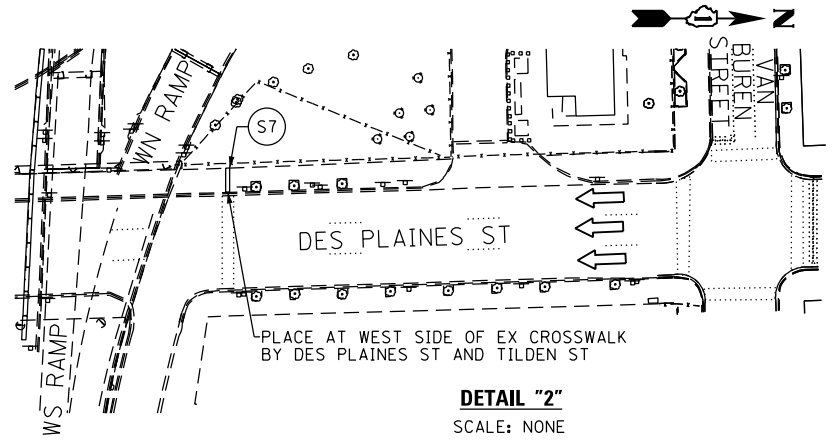 N
VAN
BUREN
STREET
WN RAMP
S7
DES PLAINES ST
PLACE AT WEST SIDE OF EX CROSSWALK
BY DES PLAINES ST AND TILDEN ST
WS RAMP
DETAIL "2"
SCALE: NONE